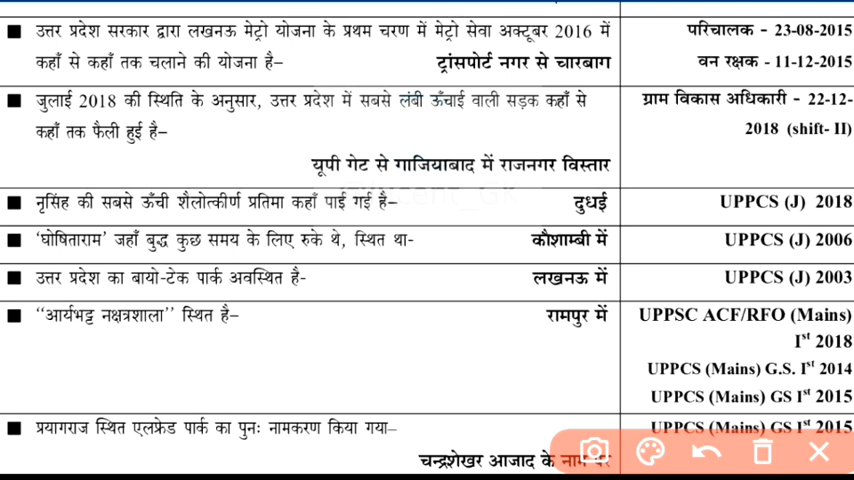 ■ उत्तर प्रदेश सरकार द्वारा लखनऊ मेट्रो योजना के प्रथम चरण में मेट्रो सेवा अक्टूबर 2016 में
कहाँ से कहाँ तक चलाने की योजना है– ट्रांसपोर्ट नगर से चारबाग
परिचालक - 23-08-2015
वन रक्षक - 11-12-2015
■ जुलाई 2018 की स्थिति के अनुसार, उत्तर प्रदेश में सबसे लंबी ऊँचाई वाली सड़क कहाँ से
कहाँ तक फैली हुई है–
यूपी गेट से गाजियाबाद में राजनगर विस्तार
ग्राम विकास अधिकारी - 22-12-
2018 (shift- II)
■ नृसिंह की सबसे ऊँची शैलोत्कीर्ण प्रतिमा कहाँ पाई गई है– दुधई
UPPCS (J) 2018
■ ‘घोषिताराम’ जहाँ बुद्ध कुछ समय के लिए रुके थे, स्थित था- कौशाम्बी में
UPPCS (J) 2006
■ उत्तर प्रदेश का बायो-टेक पार्क अवस्थित है- लखनऊ में
UPPCS (J) 2003
■ “आर्यभट्ट नक्षत्रशाला” स्थित है– रामपुर में
UPPSC ACF/RFO (Mains)
Ist 2018
UPPCS (Mains) G.S. Ist 2014
UPPCS (Mains) GS Ist 2015
■ प्रयागराज स्थित एलफ्रेड पार्क का पुनः नामकरण किया गया–
चन्द्रशेखर आजाद के नाम पर
UPPCS (Mains) GS Ist 2015